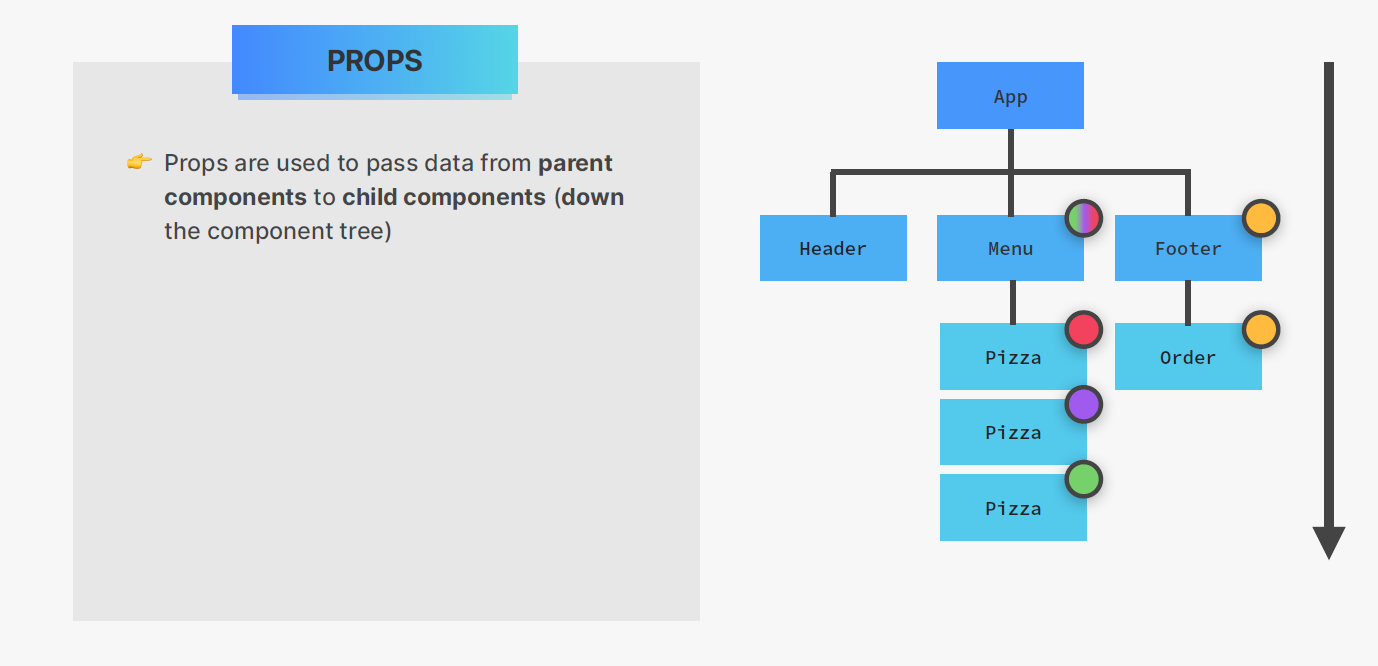 PROPS
👉 Props are used to pass data from parent
components to child components (down
the component tree)
App
Header
Menu
Footer
Pizza
Order
Pizza
Pizza